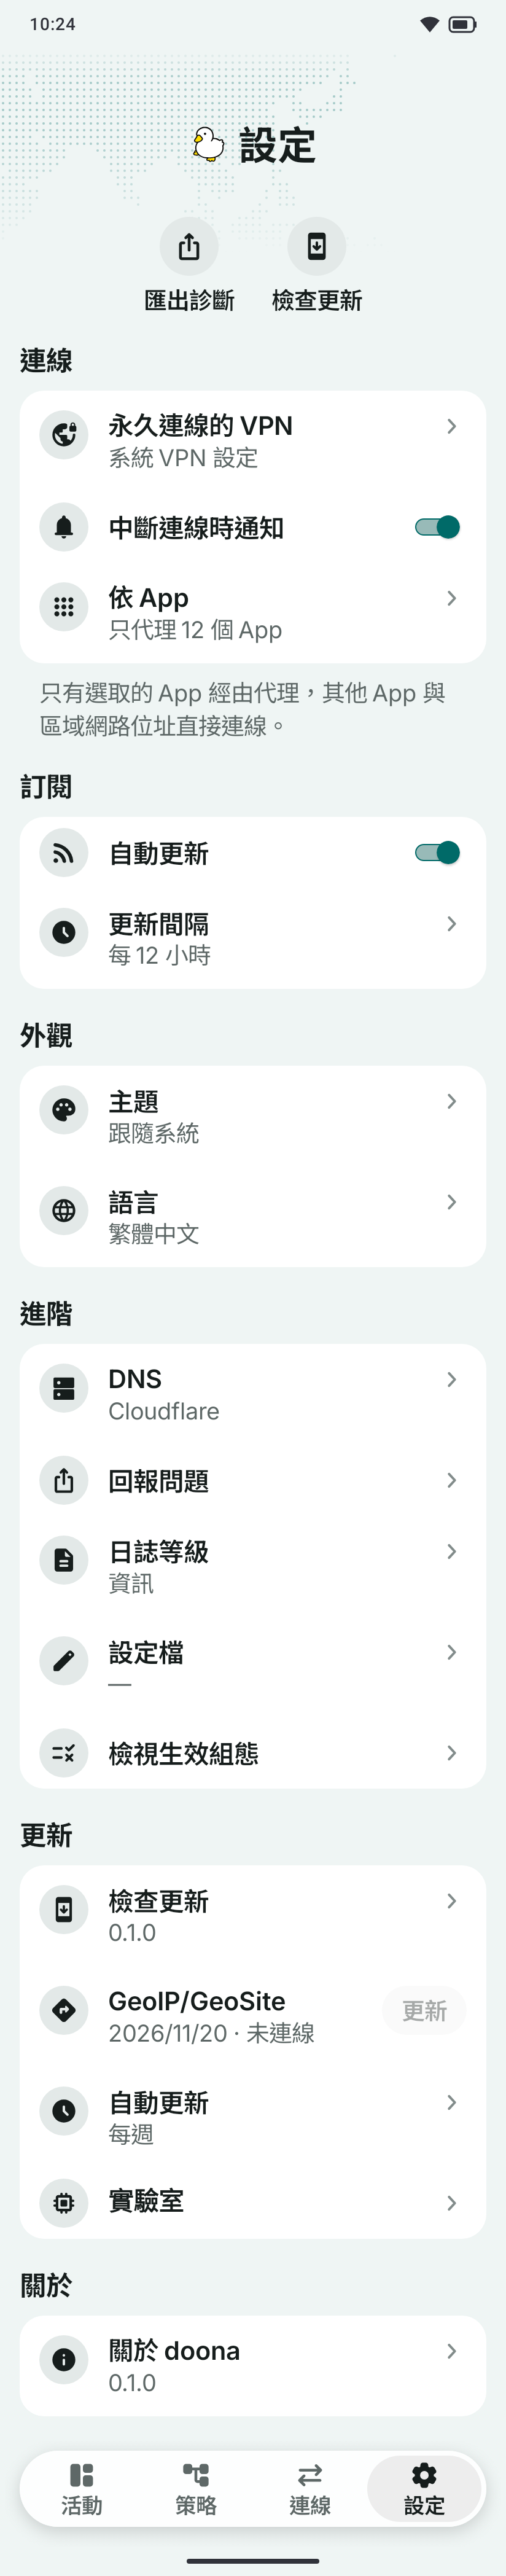 10:24
設定
匯出診斷
檢查更新
連線
永久連線的 VPN
系統 VPN 設定
中斷連線時通知
依 App
只代理 12 個 App
只有選取的 App 經由代理，其他 App 與
區域網路位址直接連線。
訂閱
自動更新
更新間隔
每 12 小時
外觀
主題
跟隨系統
語言
繁體中文
進階
DNS
Cloudflare
回報問題
日誌等級
資訊
設定檔
—
檢視生效組態
更新
檢查更新
0.1.0
GeoIP/GeoSite
2026/11/20 · 未連線
更新
自動更新
每週
實驗室
關於
關於 doona
0.1.0
活動
策略
連線
設定